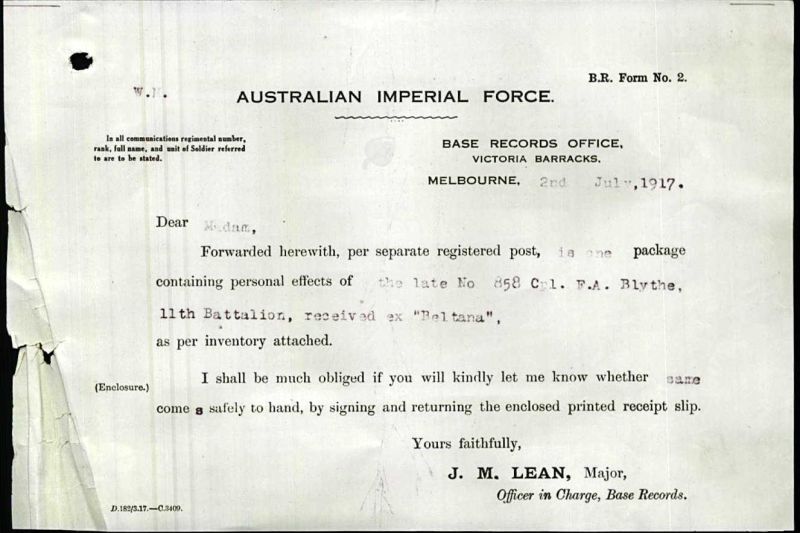 B.R. Form No. 2.
AUSTRALIAN IMPERIAL FORCE.
In all communications regimental number,
rank, full name, and unit of Soldier referred
to are to be stated.
BASE RECORDS OFFICE,
VICTORIA BARRACKS.
MELBOURNE, 2nd July, 1917.
Dear Madam,
Forwarded herewith, per separate registered post, is one package
containing personal effects of the late No 858 Cpl. F.A. Blythe,
11th Battalion, received ex "Beltana",
as per inventory attached.
I shall be much obliged if you will kindly let me know whether same
(Enclosure.)
come s safely to hand, by signing and returning the enclosed printed receipt slip.
Yours faithfully,
J. M. LEAN, Major,
Officer in Charge, Base Records.
D.182/3.17.—C.3409.